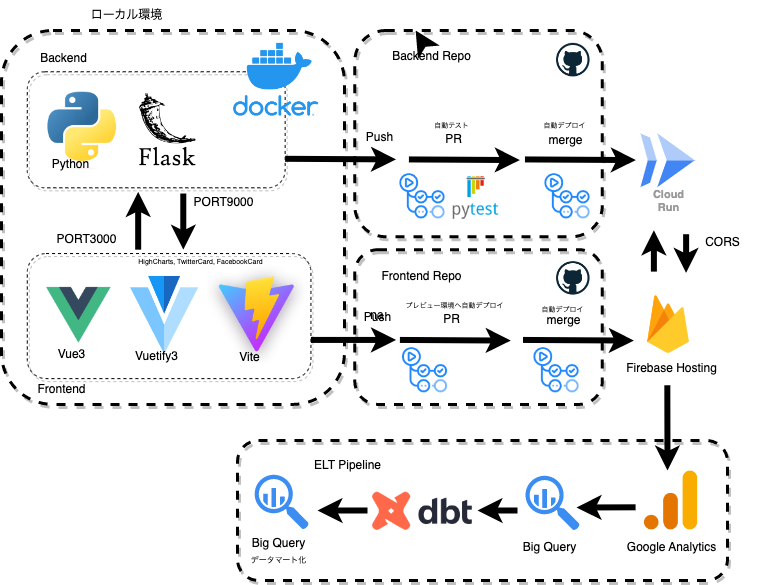 ローカル環境
Backend
docker
Python
Flask
PORT3000
PORT9000
HighCharts, TwitterCard, FacebookCard
Vue3
Vuetify3
Vite
Frontend
Backend Repo
Push
自動テスト
PR
自動デプロイ
merge
pytest
Cloud
Run
CORS
Frontend Repo
Push
プレビュー環境へ自動デプロイ
PR
自動デプロイ
merge
Firebase Hosting
ELT Pipeline
Big Query
データマート化
dbt
Big Query
Google Analytics